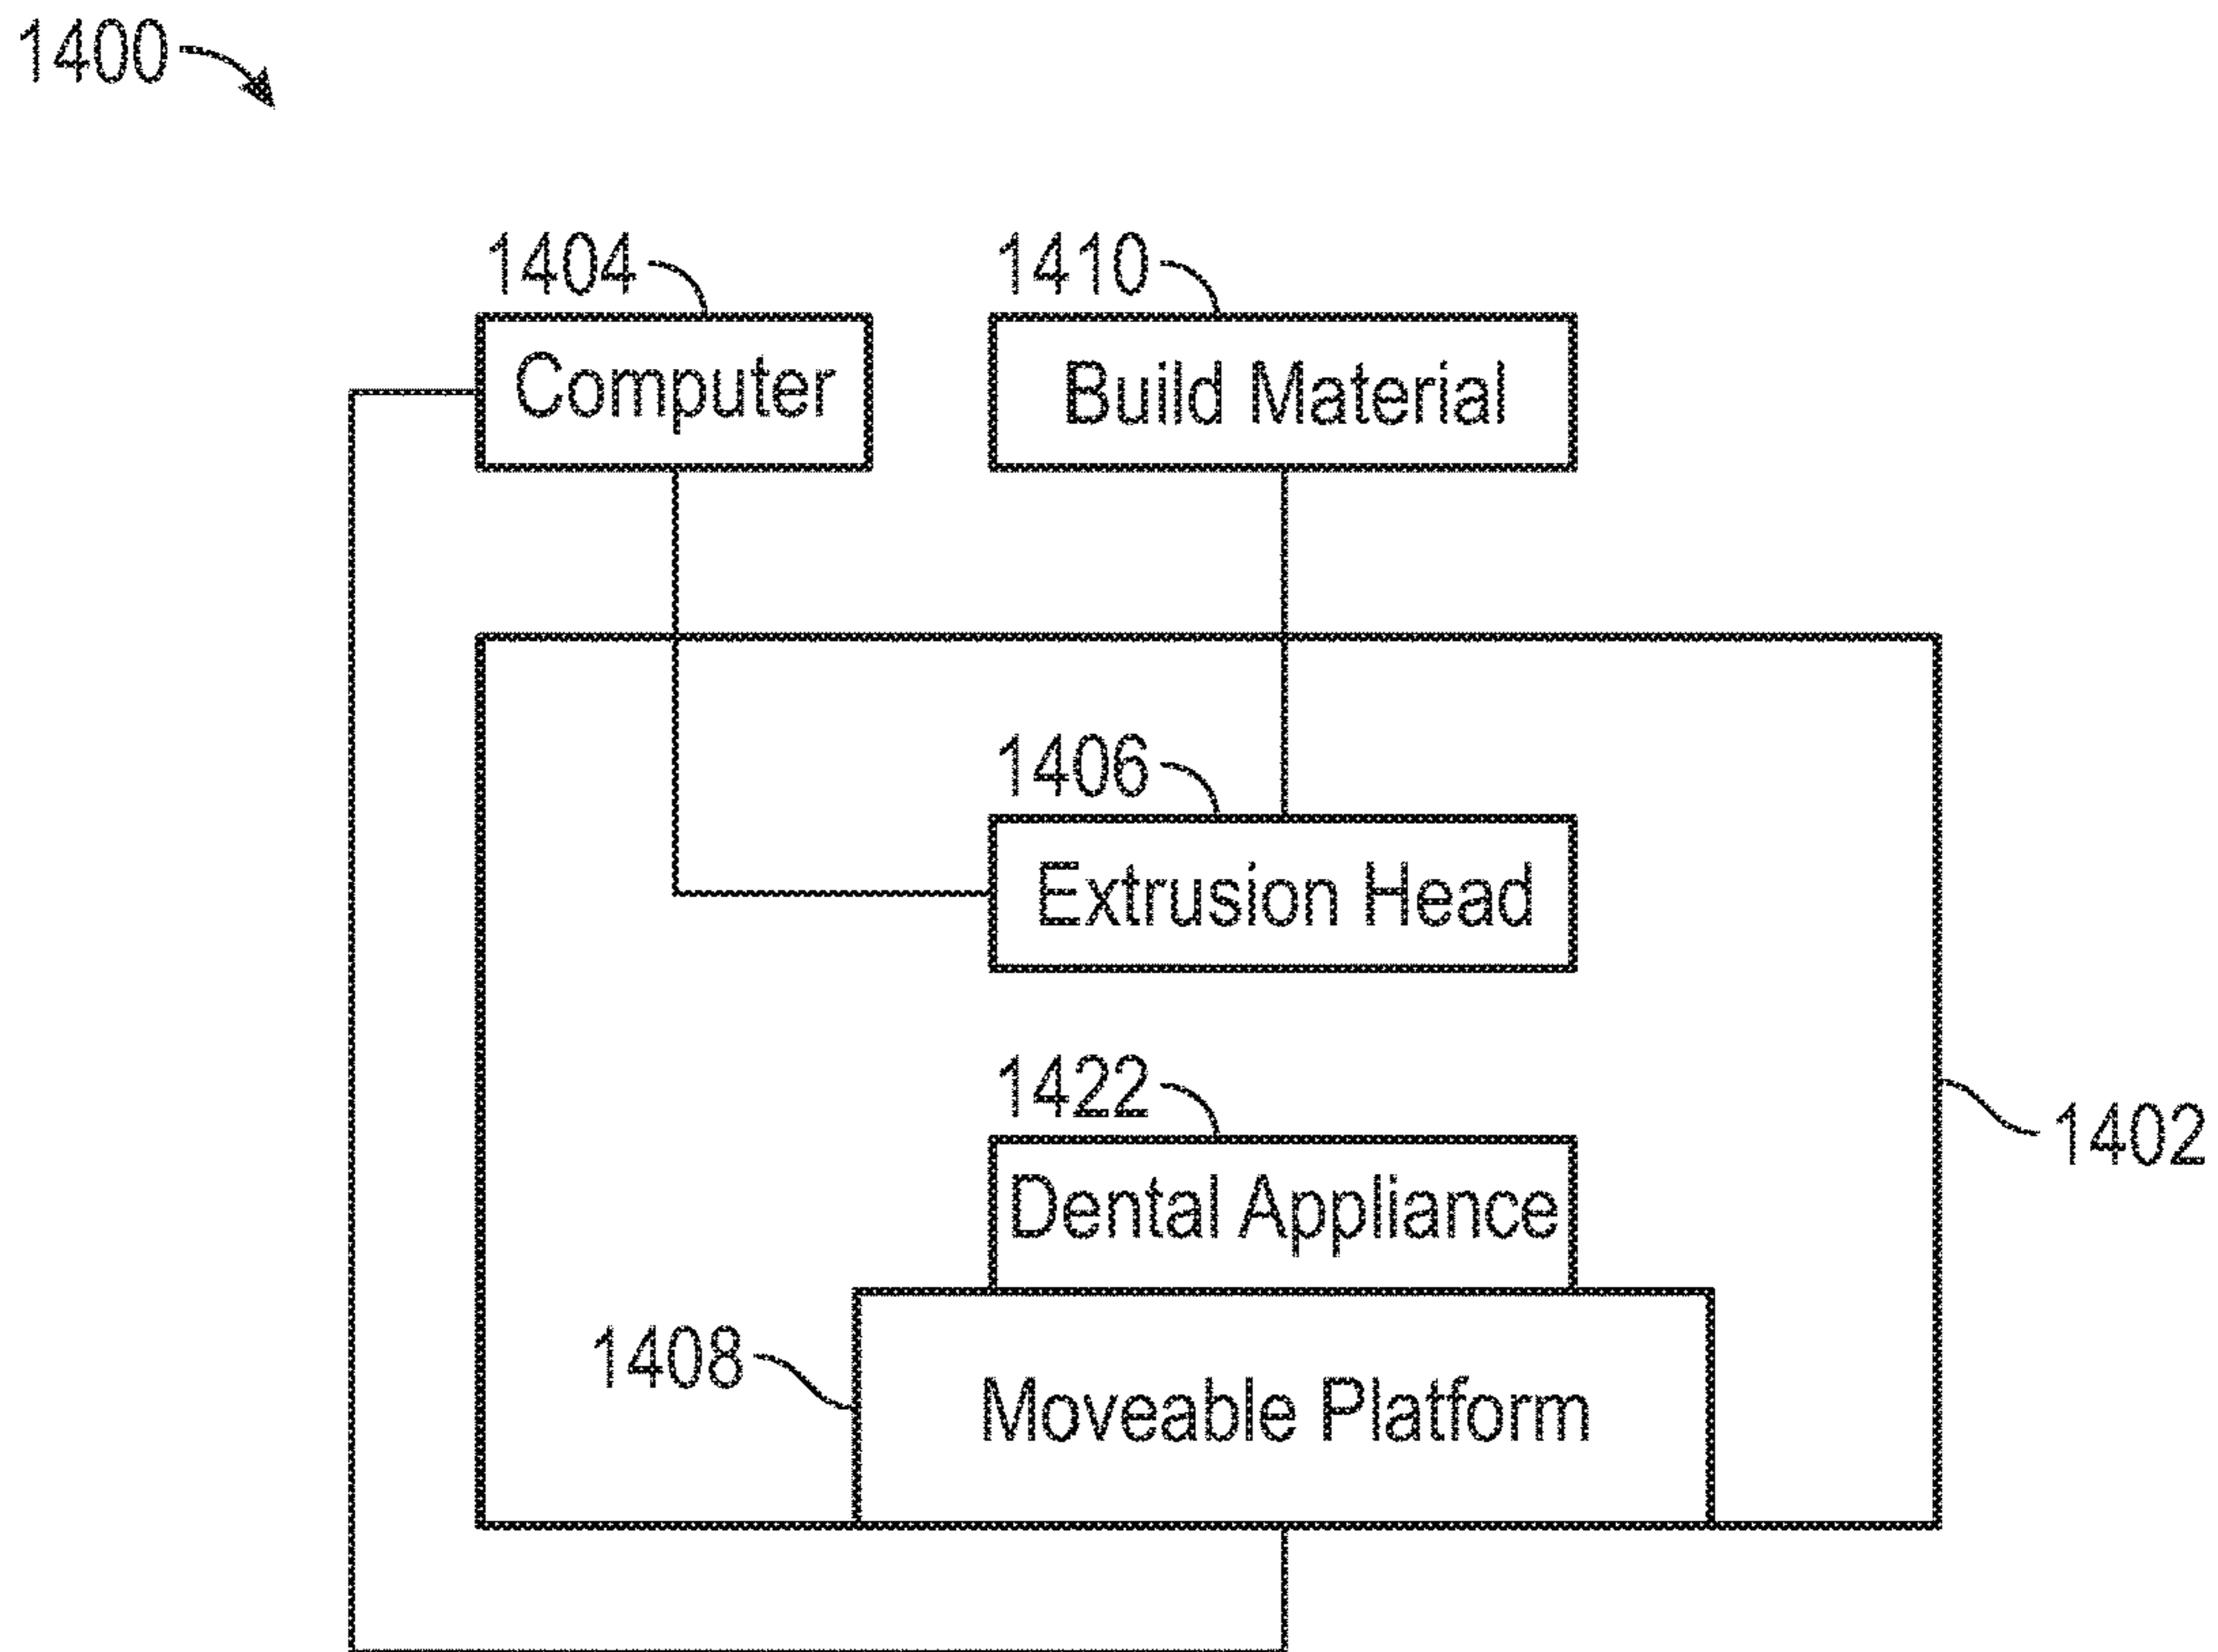 1400
1404
1410
Computer
Build Material
1406
Extrusion Head
1422
1402
Dental Appliance
1408
Moveable Platform